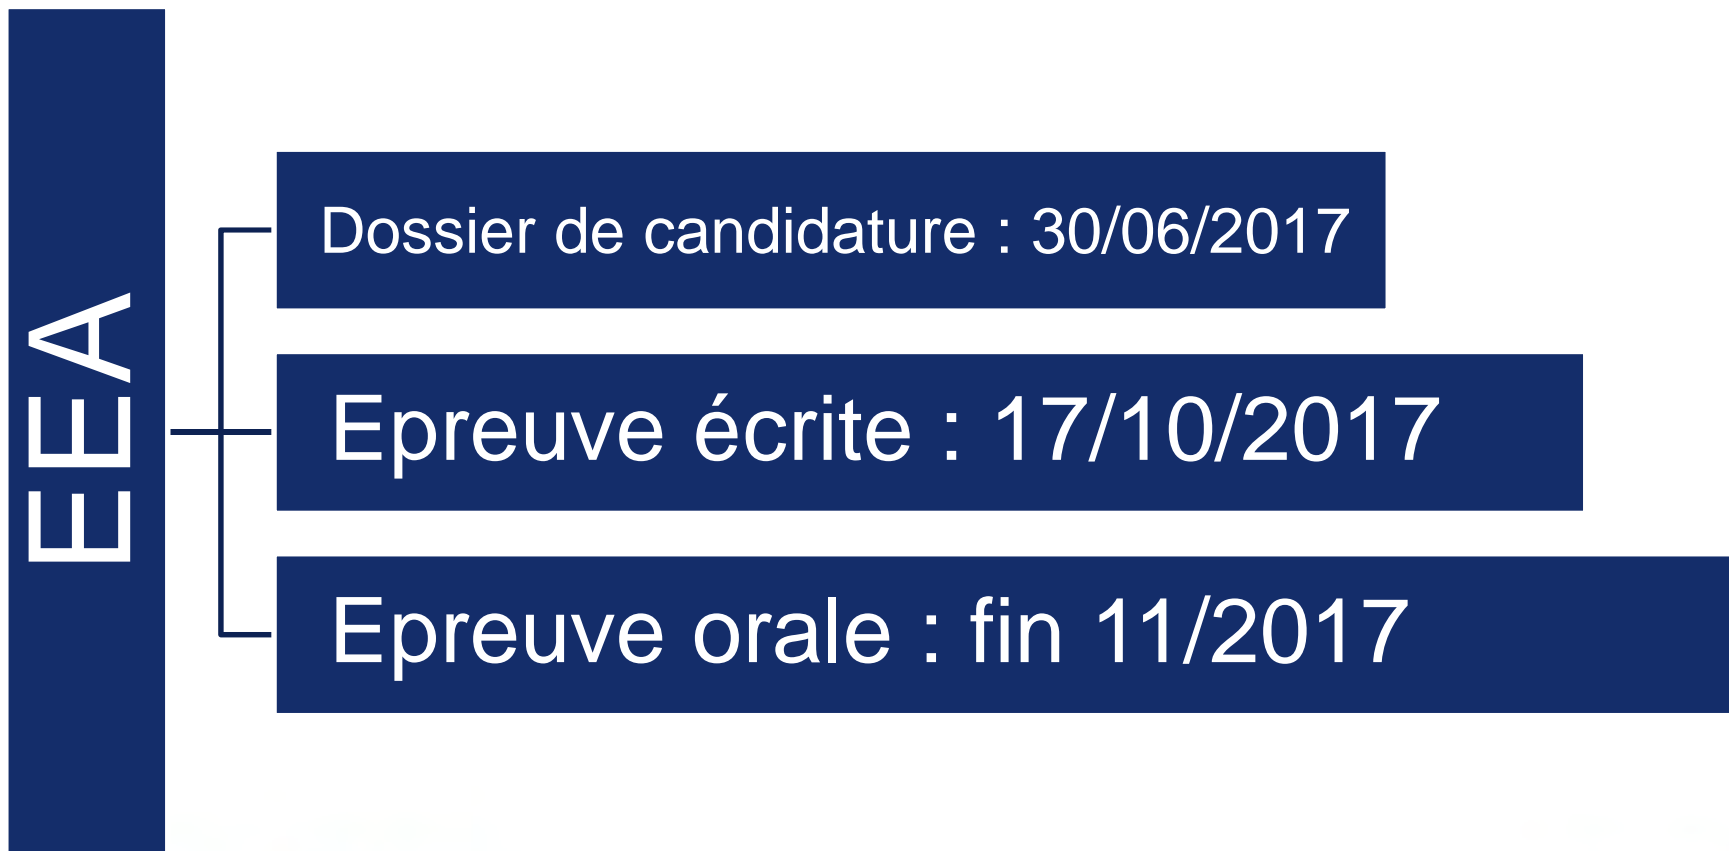 EEA
Dossier de candidature : 30/06/2017
Epreuve écrite : 17/10/2017
Epreuve orale : fin 11/2017